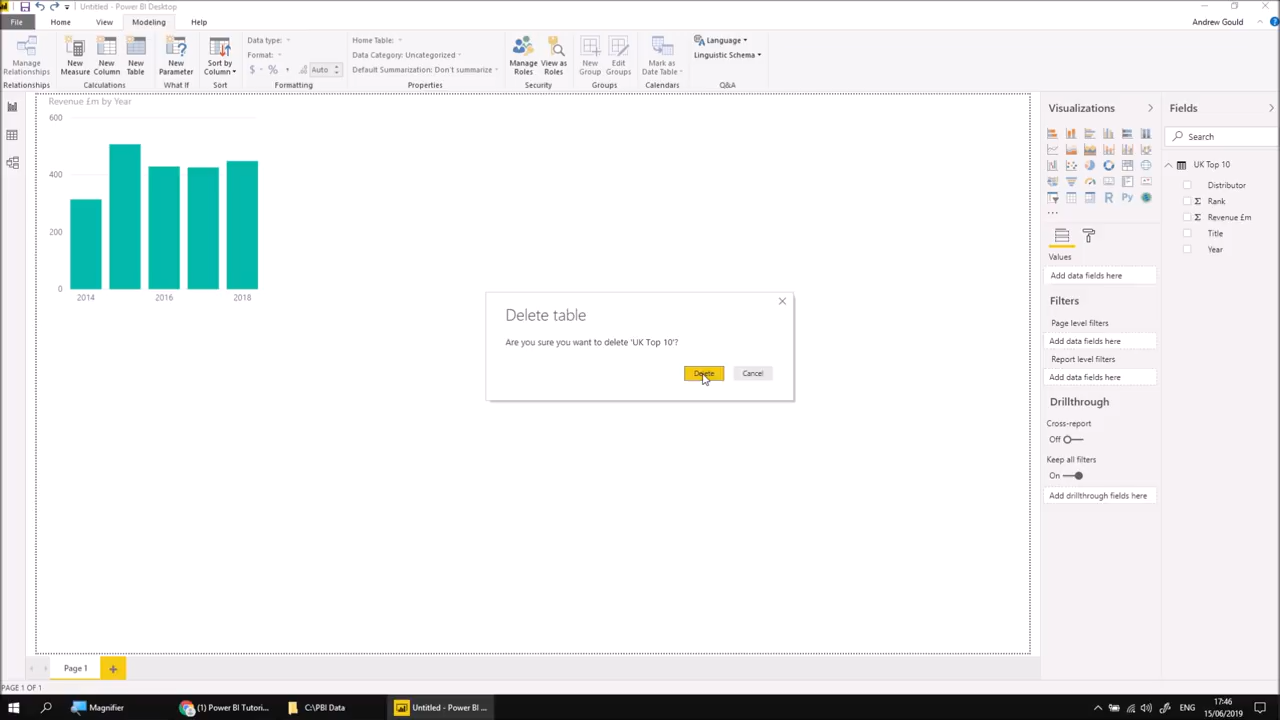 Untitled - Power BI Desktop
File Home View Modeling Help
Andrew Gould
Manage Relationships
New Measure
New Column
New Table
New Parameter
Sort by Column
Data type:
Format:
$ % , Auto
Home Table:
Data Category: Uncategorized
Default Summarization: Don't summarize
Manage Roles
View as Roles
New Group
Edit Groups
Mark as Date Table
Language
Linguistic Schema
Relationships Calculations What If Sort Formatting Properties Security Groups Calendars Q&A
Revenue £m by Year
600
400
200
0
2014 2016 2018
Delete table
Are you sure you want to delete 'UK Top 10'?
Delete Cancel
Visualizations
R Py
...
Values
Add data fields here
Filters
Page level filters
Add data fields here
Report level filters
Add data fields here
Drillthrough
Cross-report
Off
Keep all filters
On
Add drillthrough fields here
Fields
Search
UK Top 10
Distributor
Σ Rank
Σ Revenue £m
Title
Year
Page 1
PAGE 1 OF 1
Magnifier
(1) Power BI Tutori...
C:\PBI Data
Untitled - Power BI ...
17:46
15/06/2019